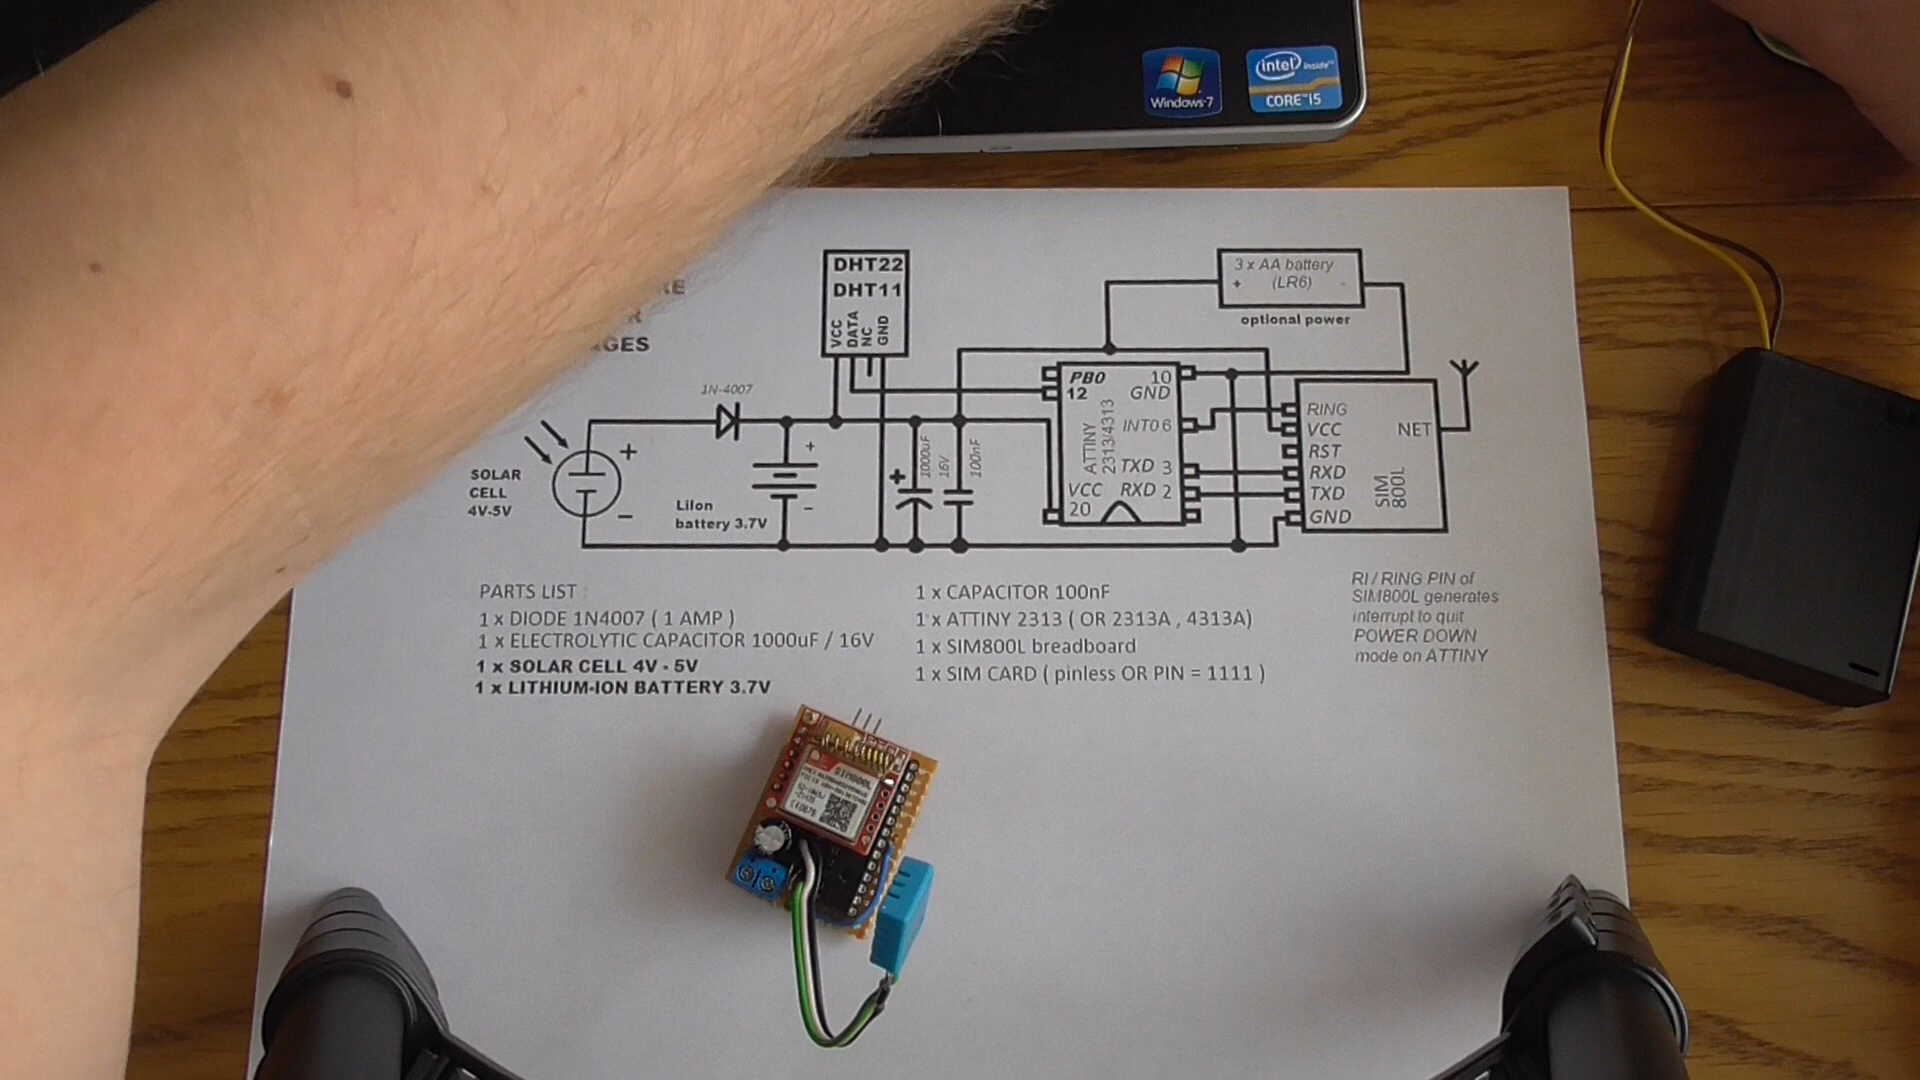 Windows 7
intel inside™
CORE™ i5
DHT22
DHT11
VCC
DATA
NC
GND
GES
3 x AA battery
+ (LR6) -
optional power
1N-4007
PB0
12
10
GND
ATTINY
2313/4313
INT0 6
TXD 3
VCC RXD 2
20
RING
VCC
RST
RXD
TXD
GND
NET
SIM
800L
+
1000uF
16V
100nF
+
SOLAR
CELL
4V-5V
+
−
LiIon
battery 3.7V
+
−
PARTS LIST :
1 x DIODE 1N4007 ( 1 AMP )
1 x ELECTROLYTIC CAPACITOR 1000uF / 16V
1 x SOLAR CELL 4V - 5V
1 x LITHIUM-ION BATTERY 3.7V
1 x CAPACITOR 100nF
1 x ATTINY 2313 ( OR 2313A , 4313A)
1 x SIM800L breadboard
1 x SIM CARD ( pinless OR PIN = 1111 )
RI / RING PIN of
SIM800L generates
interrupt to quit
POWER DOWN
mode on ATTINY
SIM800L